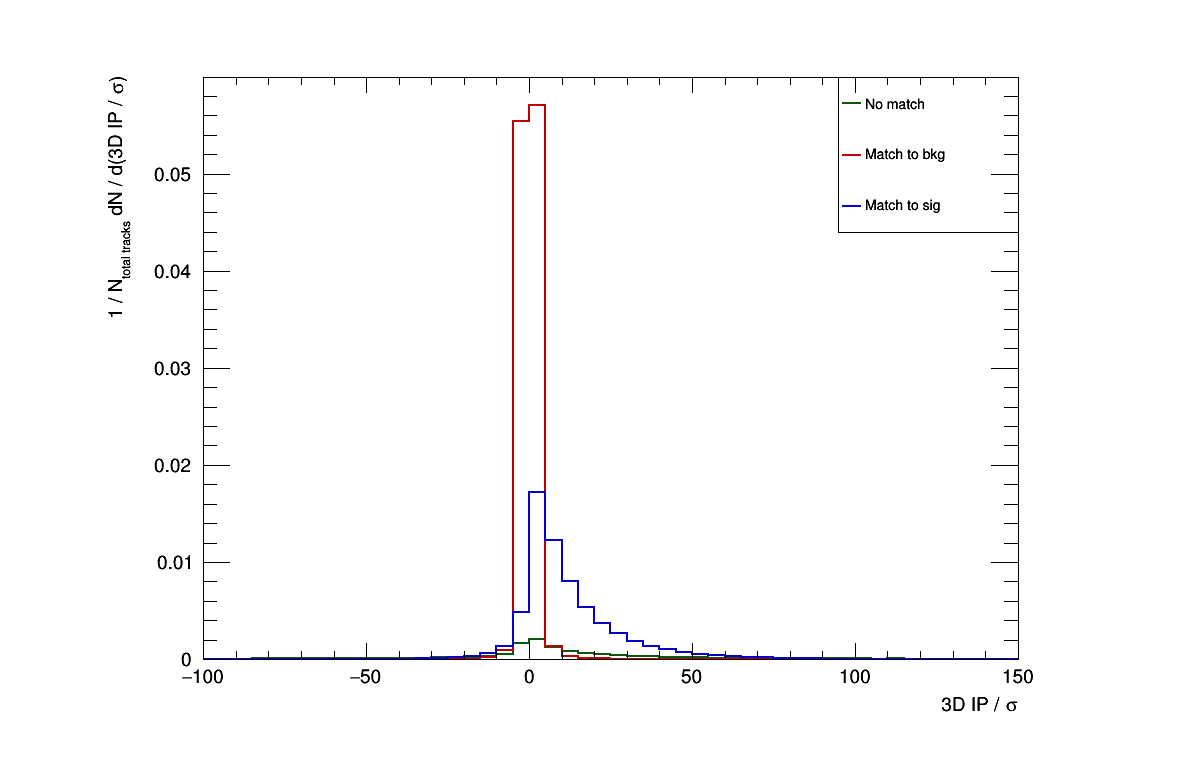 1 / N_total tracks dN / d(3D IP / σ)
No match
Match to bkg
Match to sig
0.05
0.04
0.03
0.02
0.01
0
−100 −50 0 50 100 150
3D IP / σ